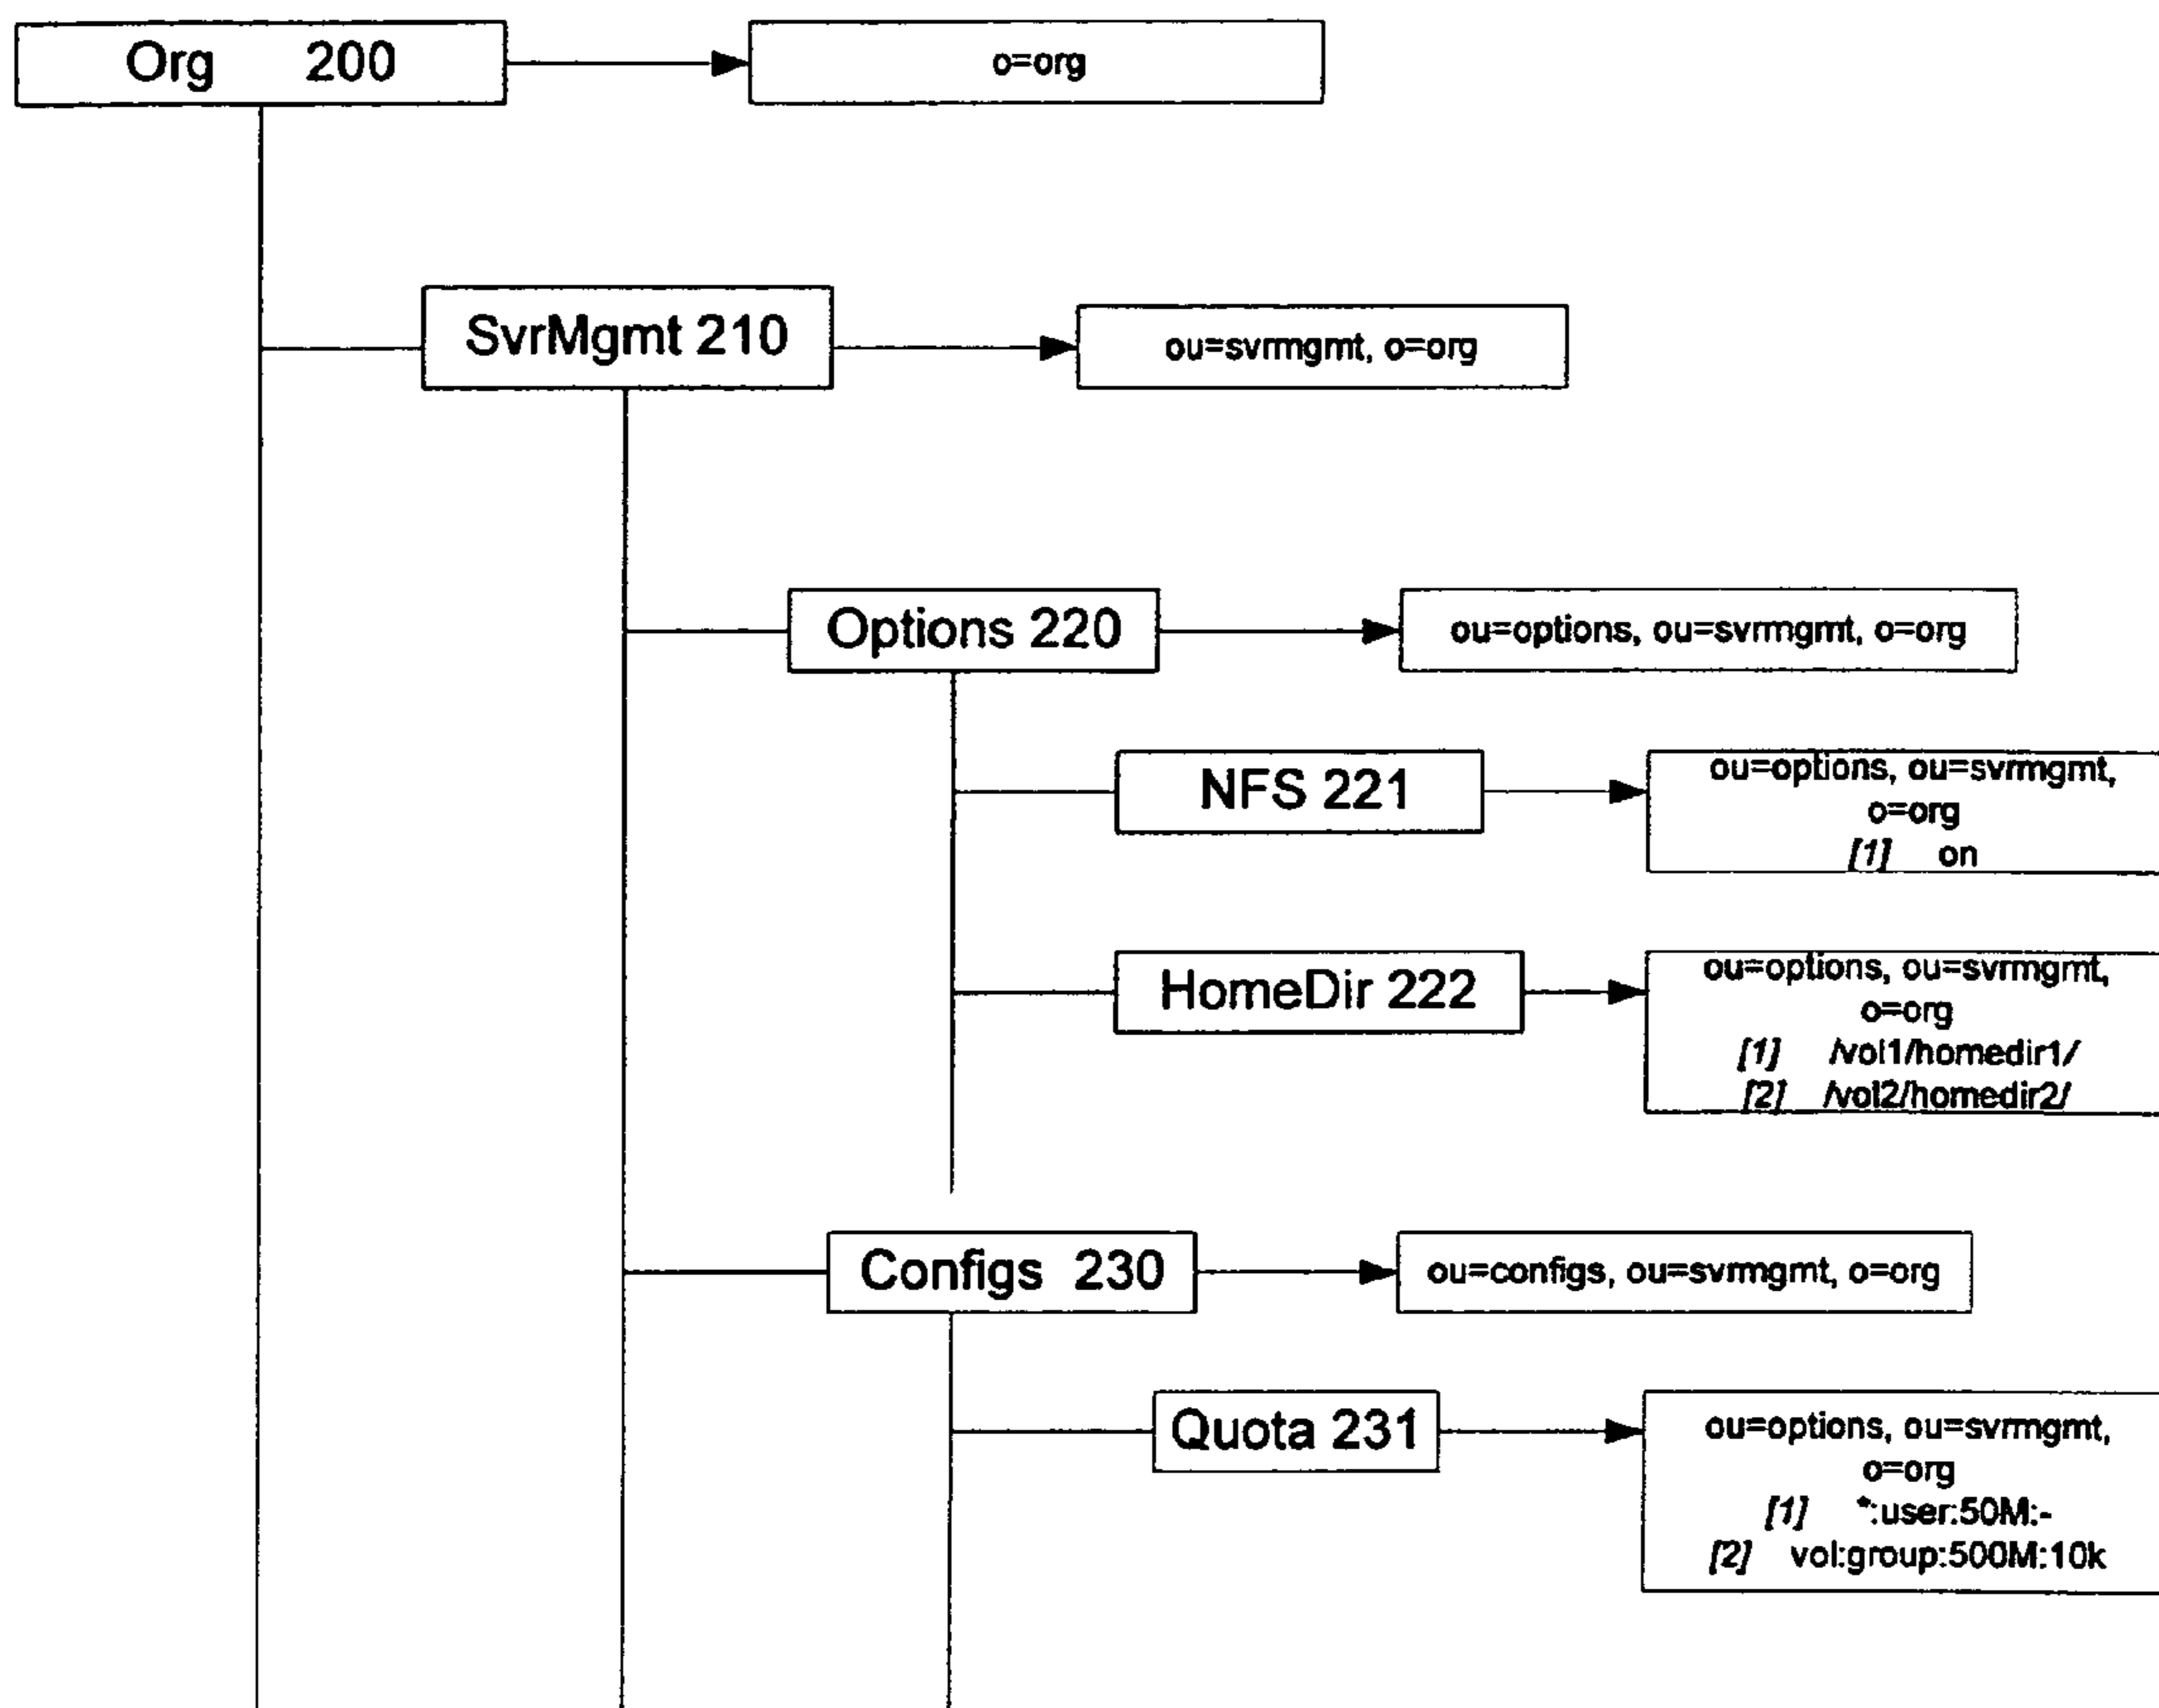 Org 200
o=org
SvrMgmt 210
ou=svrmgmt, o=org
Options 220
ou=options, ou=svrmgmt, o=org
NFS 221
ou=options, ou=svrmgmt,
o=org
[1] on
HomeDir 222
ou=options, ou=svrmgmt,
o=org
[1] /vol1/homedir1/
[2] /vol2/homedir2/
Configs 230
ou=configs, ou=svrmgmt, o=org
Quota 231
ou=options, ou=svrmgmt,
o=org
[1] *:user:50M:-
[2] vol:group:500M:10k